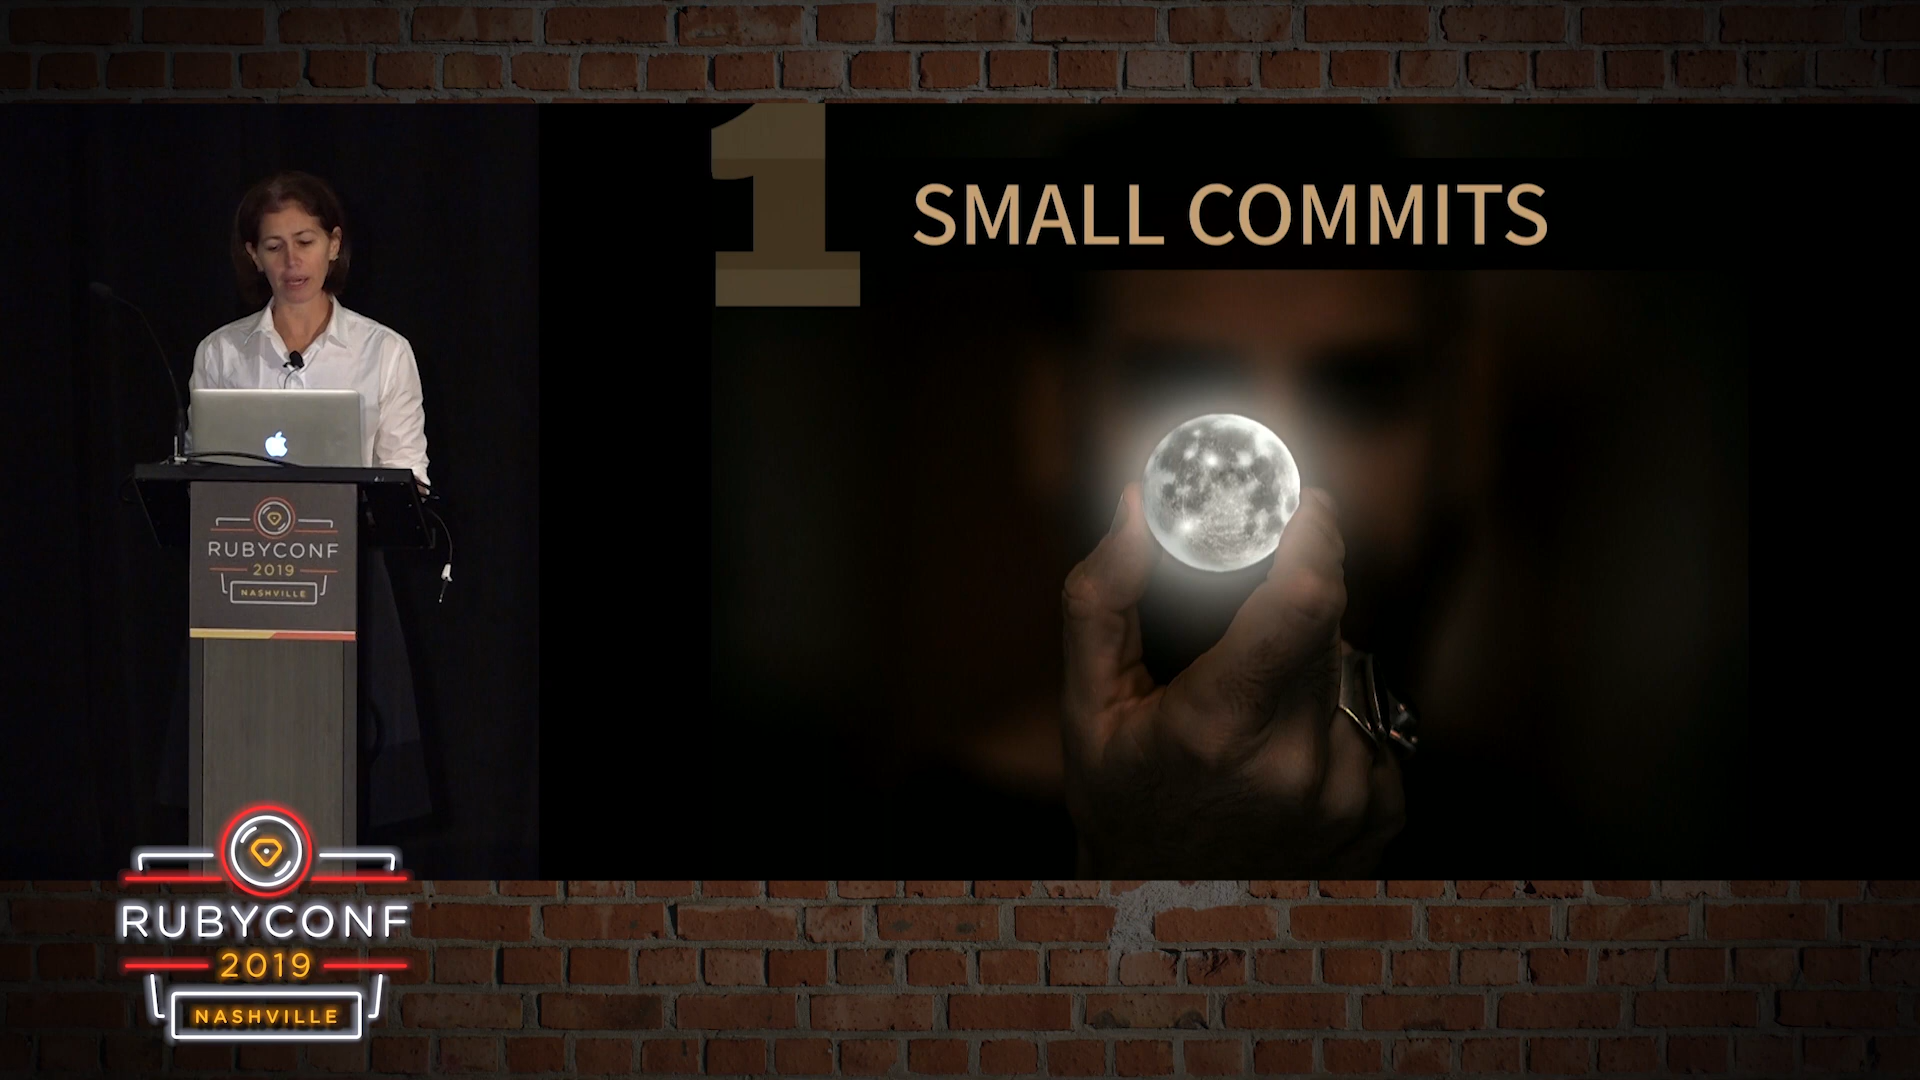 1
SMALL COMMITS
RUBYCONF
2019
NASHVILLE
RUBYCONF
2019
NASHVILLE